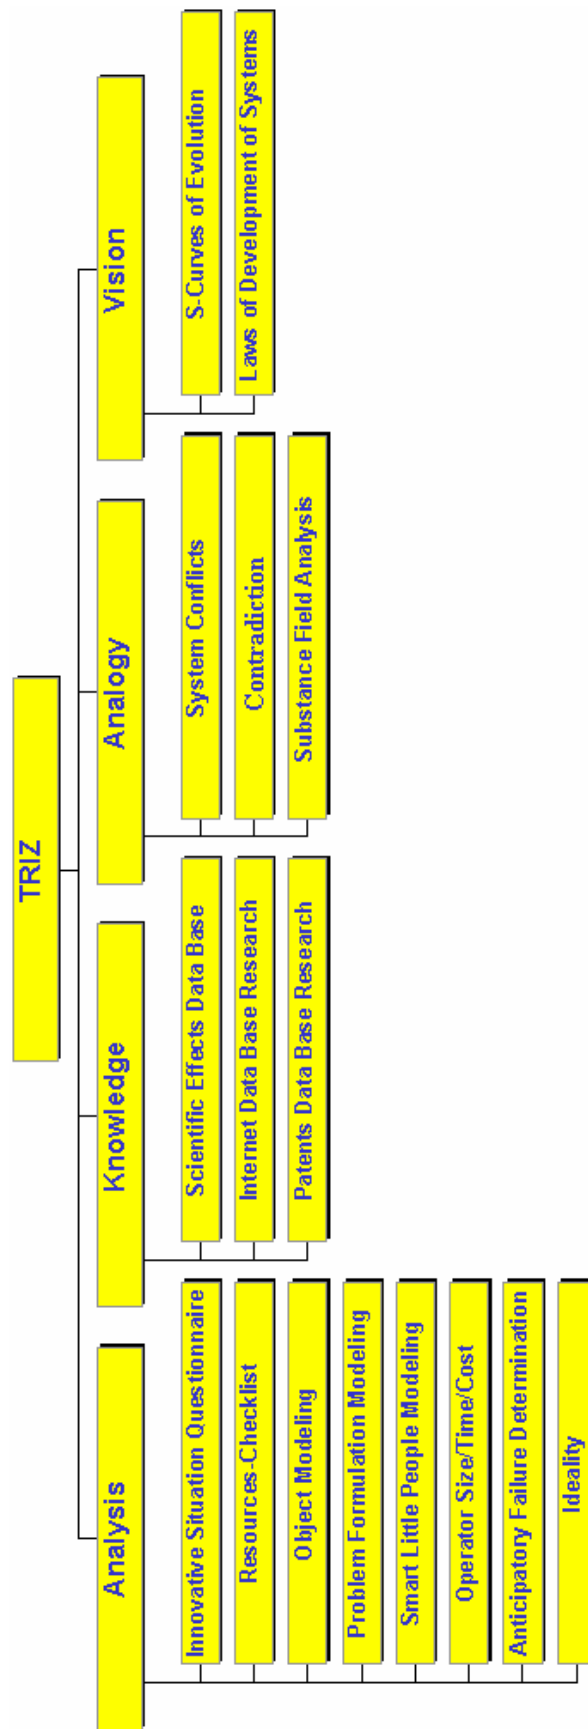 TRIZ
Analysis
Innovative Situation Questionnaire
Resources-Checklist
Object Modeling
Problem Formulation Modeling
Smart Little People Modeling
Operator Size/Time/Cost
Anticipatory Failure Determination
Ideality
Knowledge
Scientific Effects Data Base
Internet Data Base Research
Patents Data Base Research
Analogy
System Conflicts
Contradiction
Substance Field Analysis
Vision
S-Curves of Evolution
Laws of Development of Systems